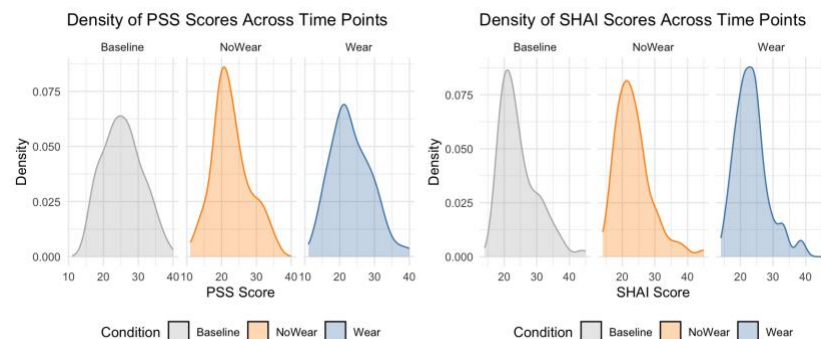 Density of PSS Scores Across Time Points
Baseline NoWear Wear
0.075
0.050
0.025
0.000
Density
10 20 30 40 10 20 30 40 10 20 30 40
PSS Score
Condition Baseline NoWear Wear
Density of SHAI Scores Across Time Points
Baseline NoWear Wear
0.075
0.050
0.025
0.000
Density
20 30 40 20 30 40 20 30 40
SHAI Score
Condition Baseline NoWear Wear